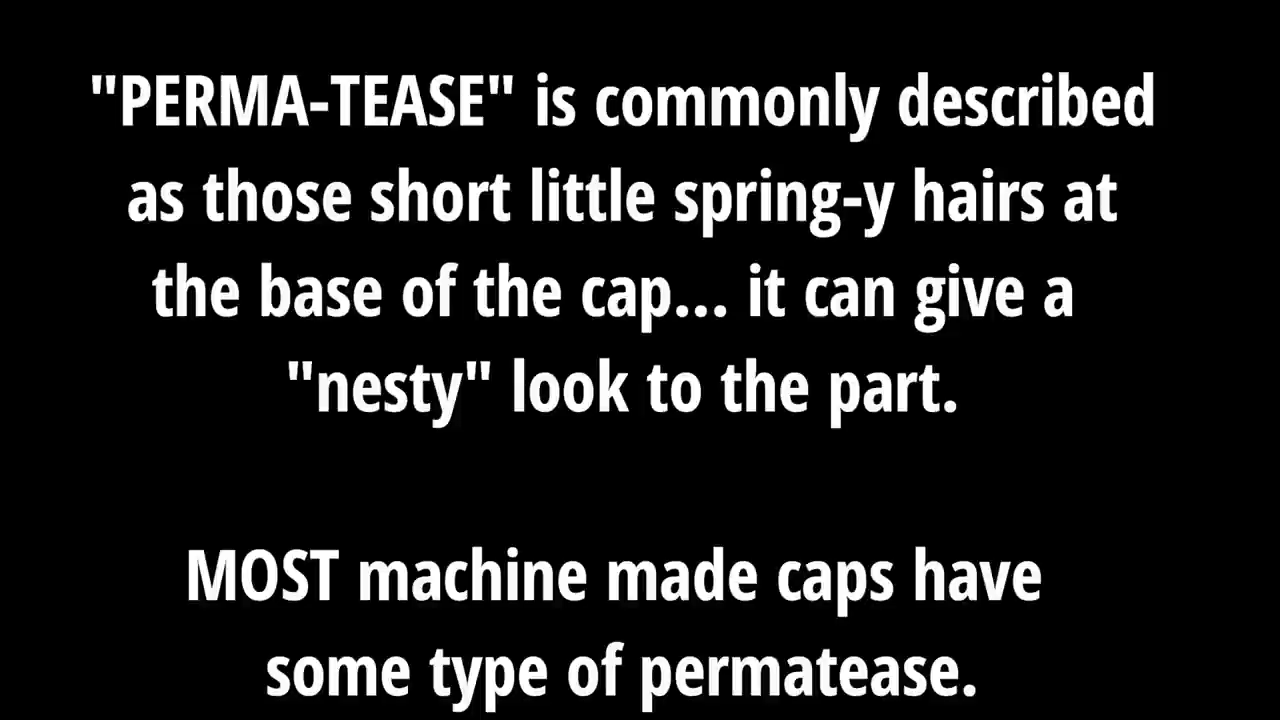 "PERMA-TEASE" is commonly described
as those short little spring-y hairs at
the base of the cap... it can give a
"nesty" look to the part.
MOST machine made caps have
some type of permatease.